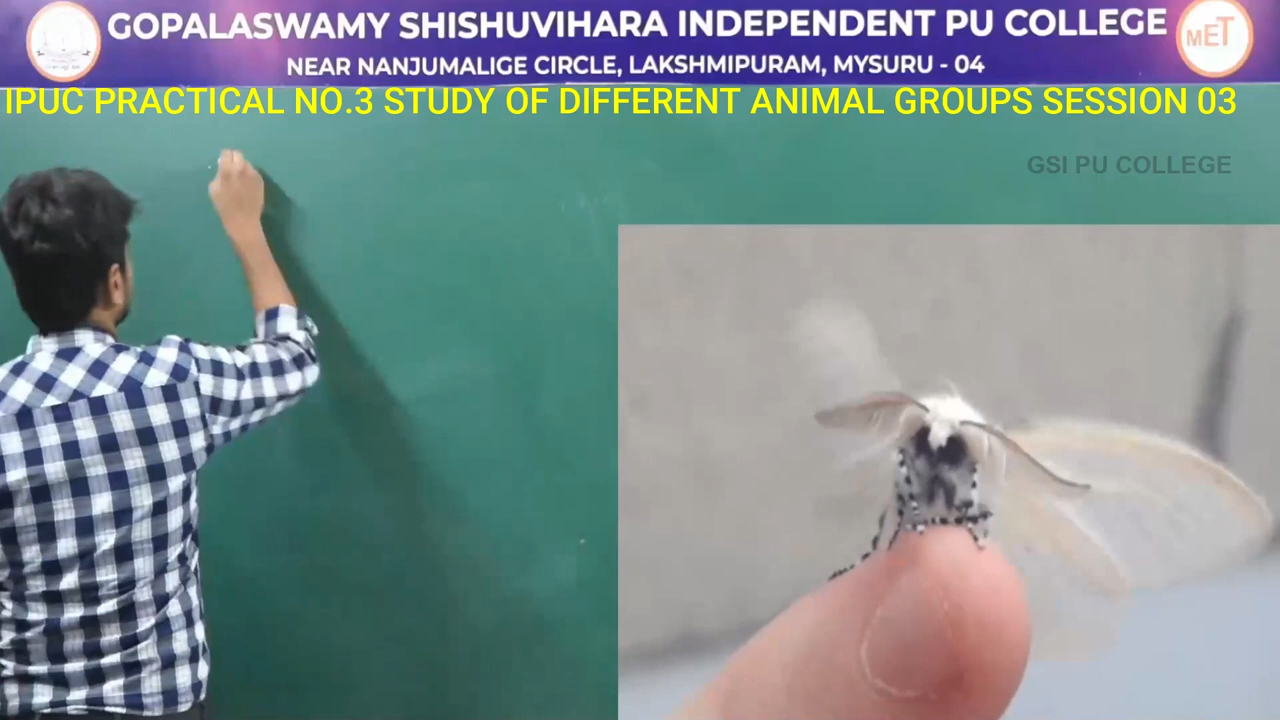 GOPALASWAMY SHISHUVIHARA INDEPENDENT PU COLLEGE
MET
NEAR NANJUMALIGE CIRCLE, LAKSHMIPURAM, MYSURU - 04
IPUC PRACTICAL NO.3 STUDY OF DIFFERENT ANIMAL GROUPS SESSION 03
GSI PU COLLEGE